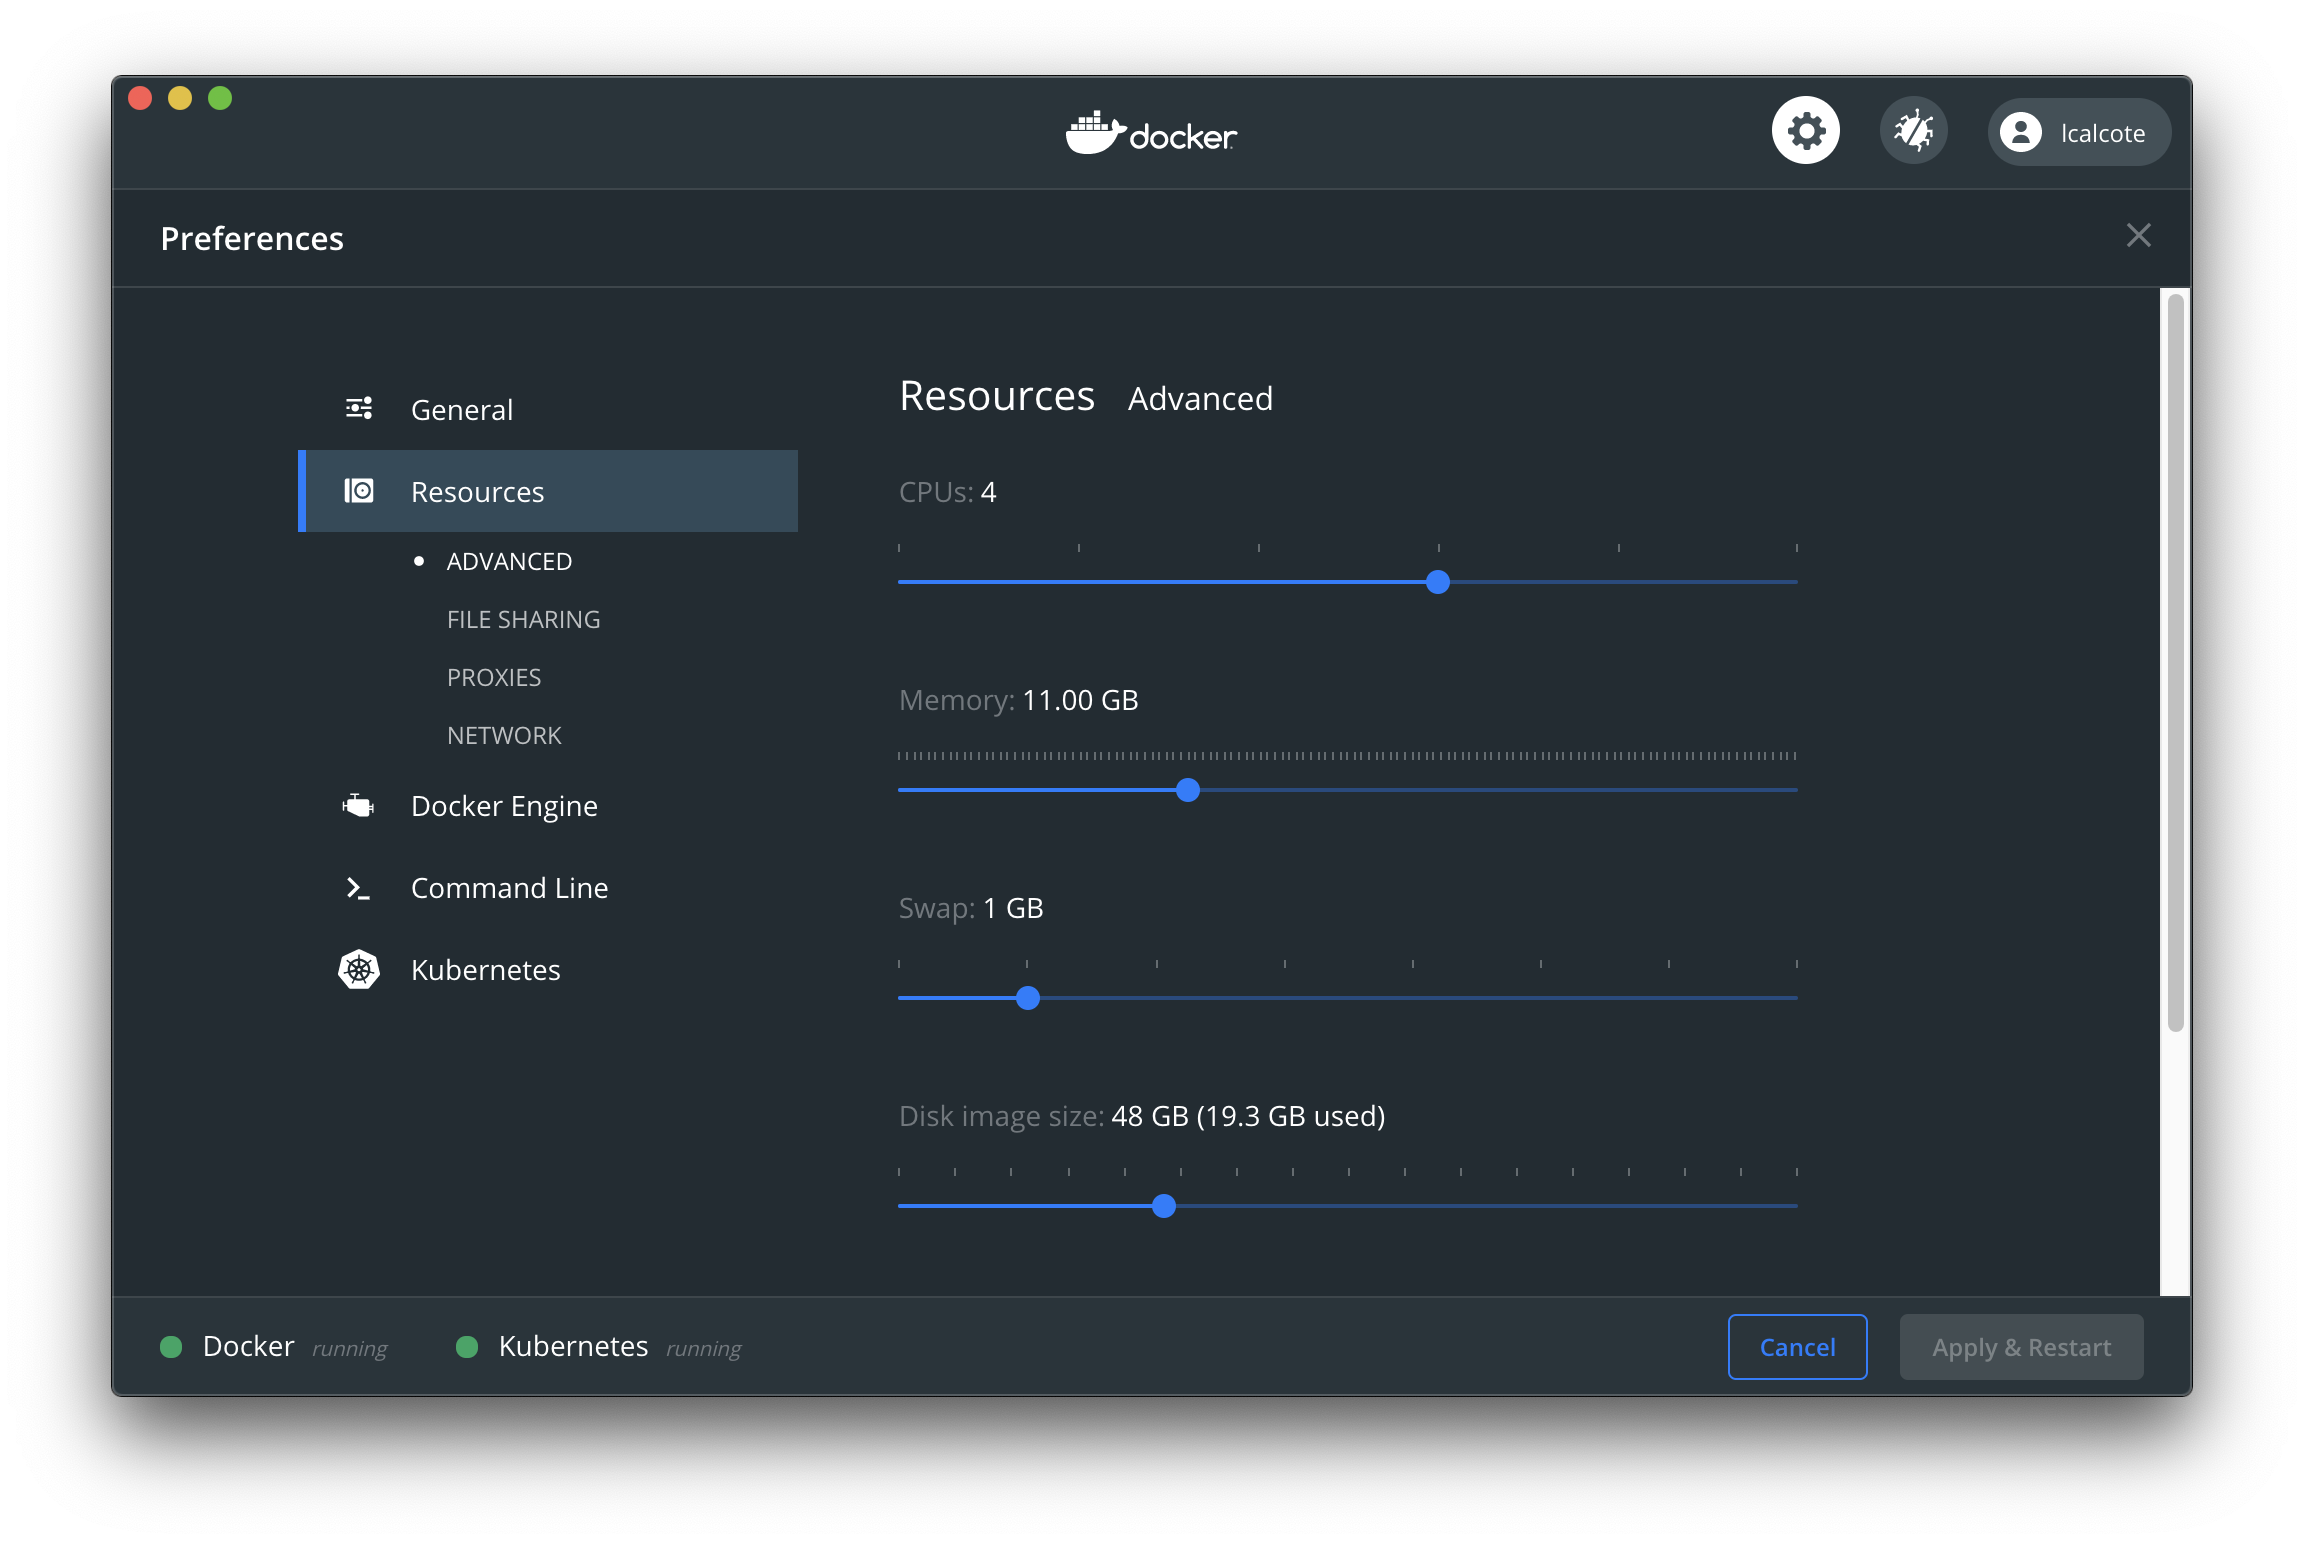 docker
lcalcote
Preferences
General
Resources
ADVANCED
FILE SHARING
PROXIES
NETWORK
Docker Engine
Command Line
Kubernetes
Resources Advanced
CPUs: 4
Memory: 11.00 GB
Swap: 1 GB
Disk image size: 48 GB (19.3 GB used)
Docker running Kubernetes running
Cancel Apply & Restart